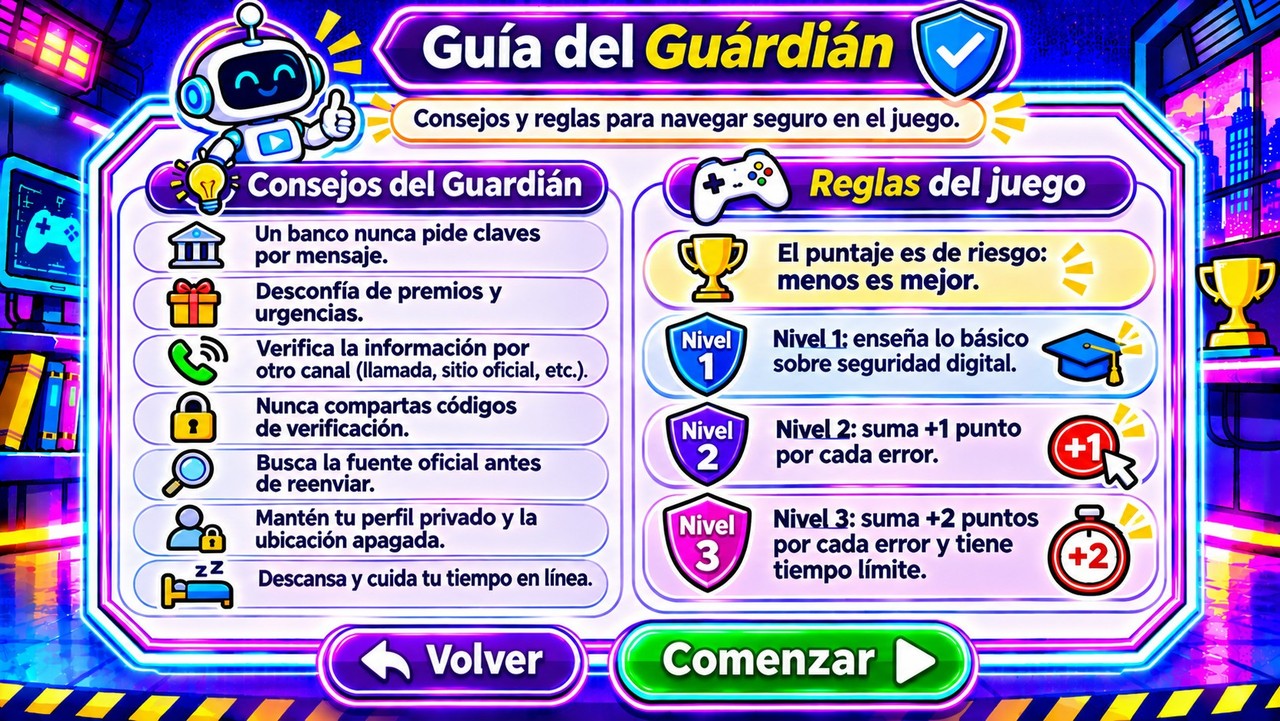 Guía del Guárdián
Consejos y reglas para navegar seguro en el juego.
Consejos del Guardián
Un banco nunca pide claves
por mensaje.
Desconfía de premios y
urgencias.
Verifica la información por
otro canal (llamada, sitio oficial, etc.).
Nunca compartas códigos
de verificación.
Busca la fuente oficial antes
de reenviar.
Mantén tu perfil privado y la
ubicación apagada.
zz
Descansa y cuida tu tiempo en línea.
Reglas del juego
El puntaje es de riesgo:
menos es mejor.
Nivel
1
Nivel 1: enseña lo básico
sobre seguridad digital.
Nivel
2
Nivel 2: suma +1 punto
por cada error.
+1
Nivel
3
Nivel 3: suma +2 puntos
por cada error y tiene
tiempo límite.
+2
Volver
Comenzar